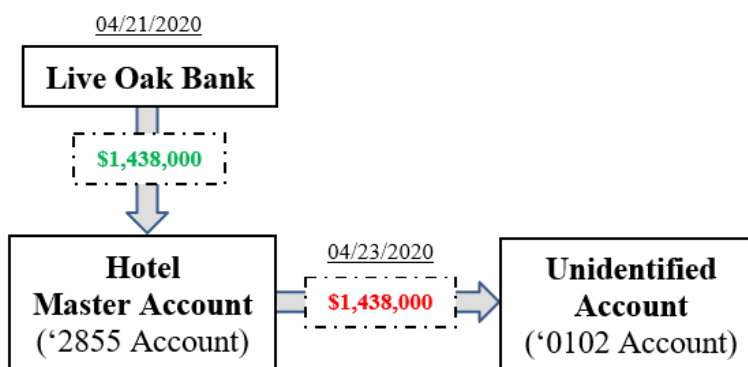 04/21/2020
Live Oak Bank
$1,438,000
Hotel
Master Account
(‘2855 Account)
04/23/2020
$1,438,000
Unidentified
Account
(‘0102 Account)